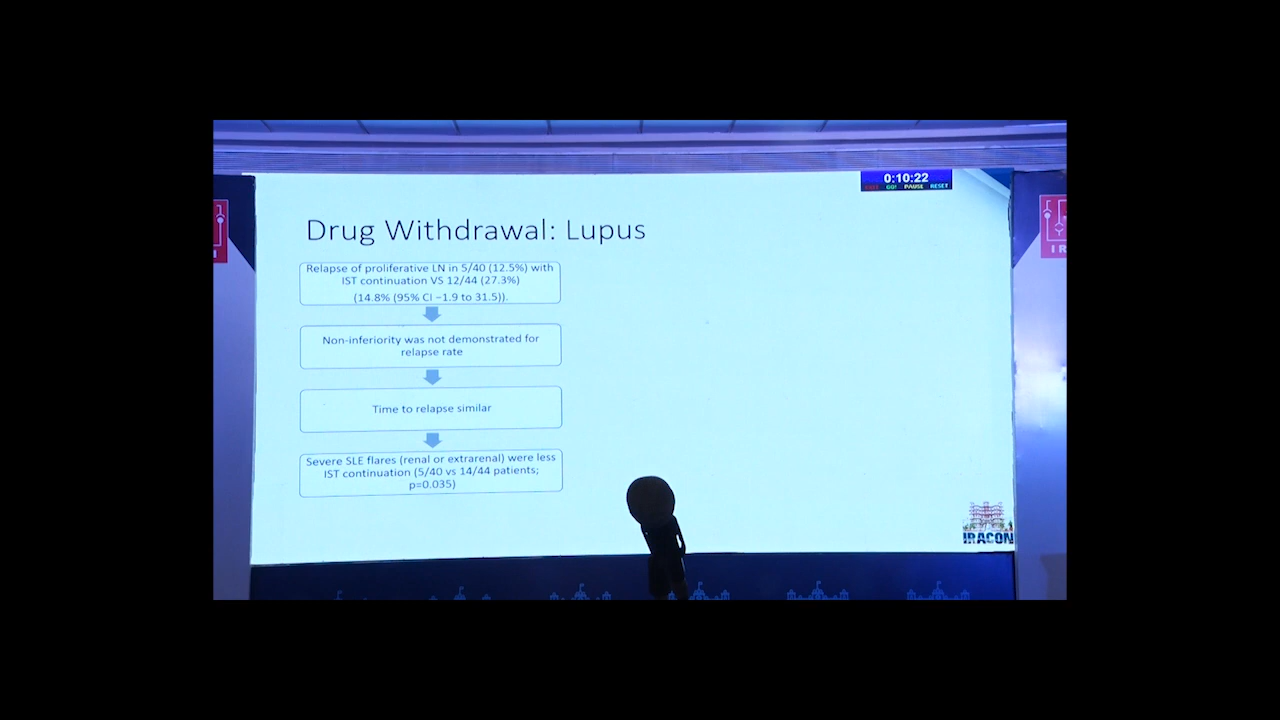 0:10:22
GO! PAUSE RESET
Drug Withdrawal: Lupus
Relapse of proliferative LN in 5/40 (12.5%) with
IST continuation VS 12/44 (27.3%)
(14.8% (95% CI −1.9 to 31.5)).
Non-inferiority was not demonstrated for
relapse rate
Time to relapse similar
Severe SLE flares (renal or extrarenal) were less
IST continuation (5/40 vs 14/44 patients;
p=0.035)
IRACON
I R